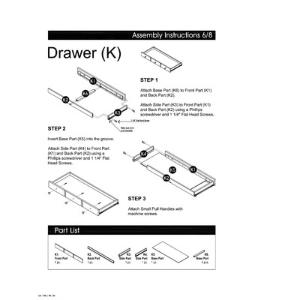 Assembly Instructions 6/8
Drawer (K)
STEP 1
Attach Base Part (K6) to Front Part (K1)
and Back Part (K2).
Attach Side Part (K3) to Front Part (K1)
and Back Part (K2) using a Phillips
screwdriver and 1 1/4" Flat
Head Screws.
STEP 2
Insert Base Part (K5) into the groove.
Attach Side Part (K4) to Front Part
(K1) and Back Part (K2) using a
Phillips screwdriver and 1 1/4" Flat
Head Screws.
STEP 3
Attach Small Pull Handles with
machine screws.
Part List
K1
Front Part
K2
Back Part
K3
Side Part
K4
Side Part
K5
Base Part
K6
Base Part